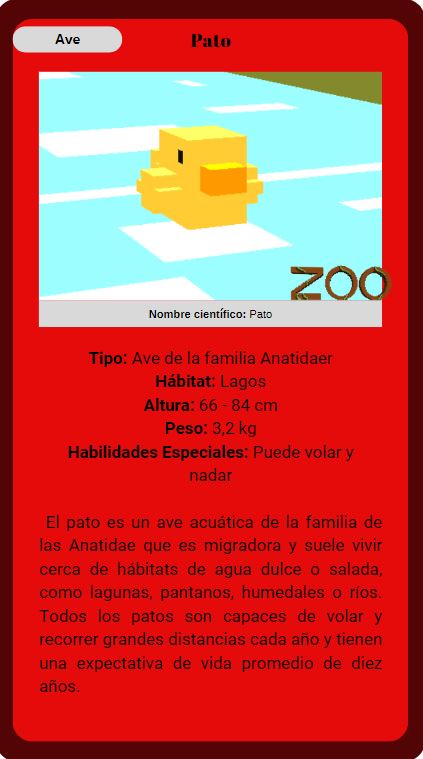 Ave
Pato
ZOO
Nombre científico: Pato
Tipo: Ave de la familia Anatidaer
Hábitat: Lagos
Altura: 66 - 84 cm
Peso: 3,2 kg
Habilidades Especiales: Puede volar y
nadar
El pato es un ave acuática de la familia de
las Anatidae que es migradora y suele vivir
cerca de hábitats de agua dulce o salada,
como lagunas, pantanos, humedales o ríos.
Todos los patos son capaces de volar y
recorrer grandes distancias cada año y tienen
una expectativa de vida promedio de diez
años.